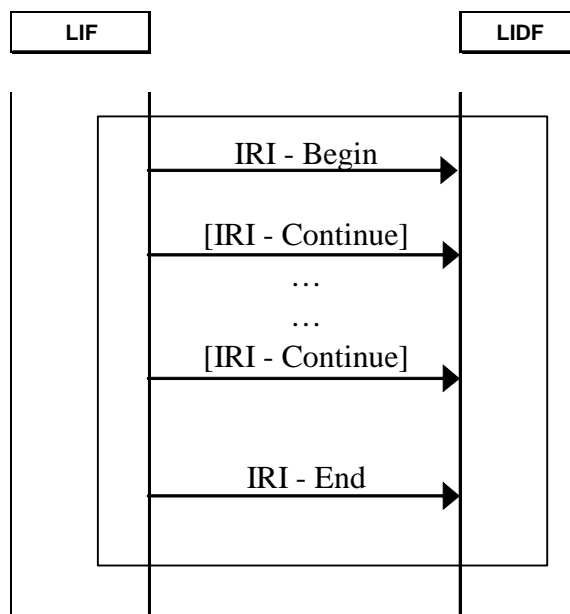 LIF
LIDF
IRI - Begin
[IRI - Continue]
…
…
[IRI - Continue]
IRI - End